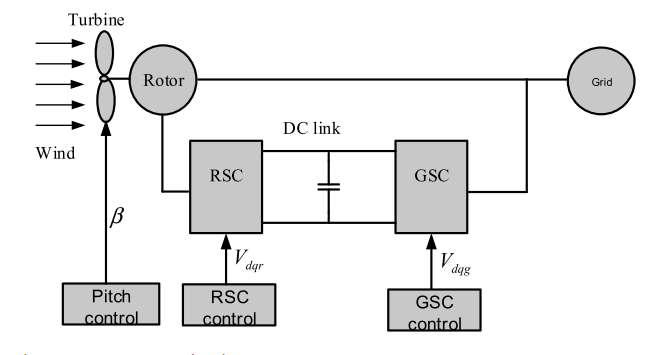 Turbine
Rotor
Grid
Wind
DC link
RSC
GSC
β
V_dqr
V_dqg
Pitch
control
RSC
control
GSC
control